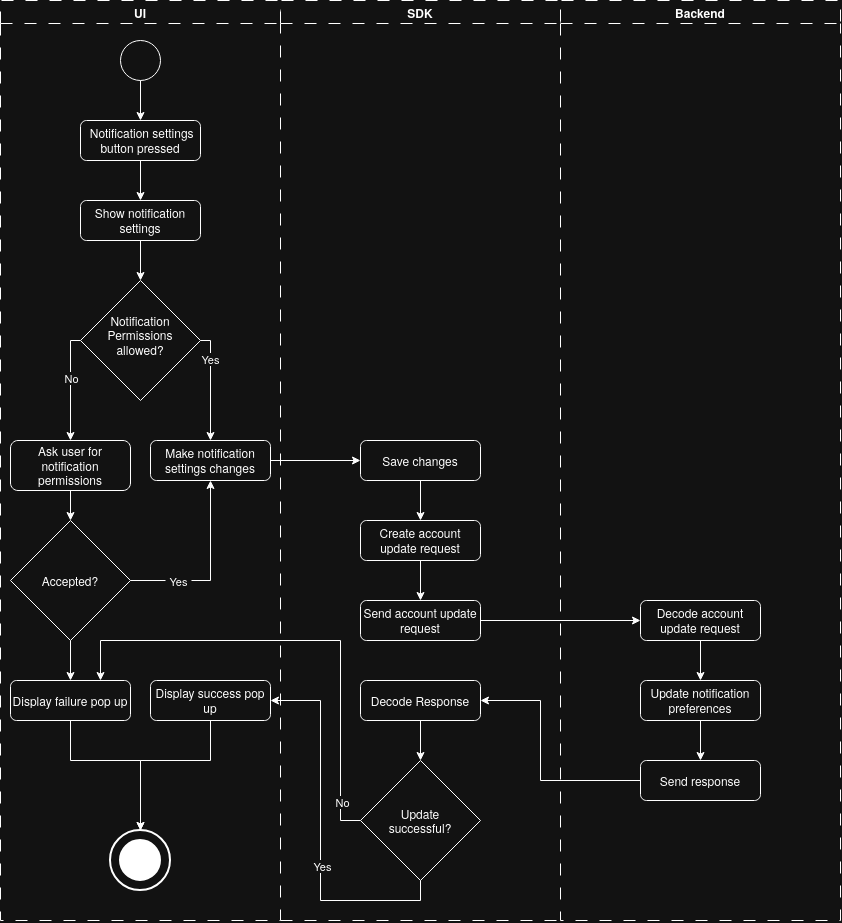 UI
SDK
Backend
Notification settings
button pressed
Show notification
settings
Notification
Permissions
allowed?
Yes
No
Ask user for
notification
permissions
Make notification
settings changes
Save changes
Create account
update request
Accepted?
Yes
Send account update
request
Decode account
update request
Display failure pop up
Display success pop
up
Decode Response
Update notification
preferences
Send response
No
Update
successful?
Yes